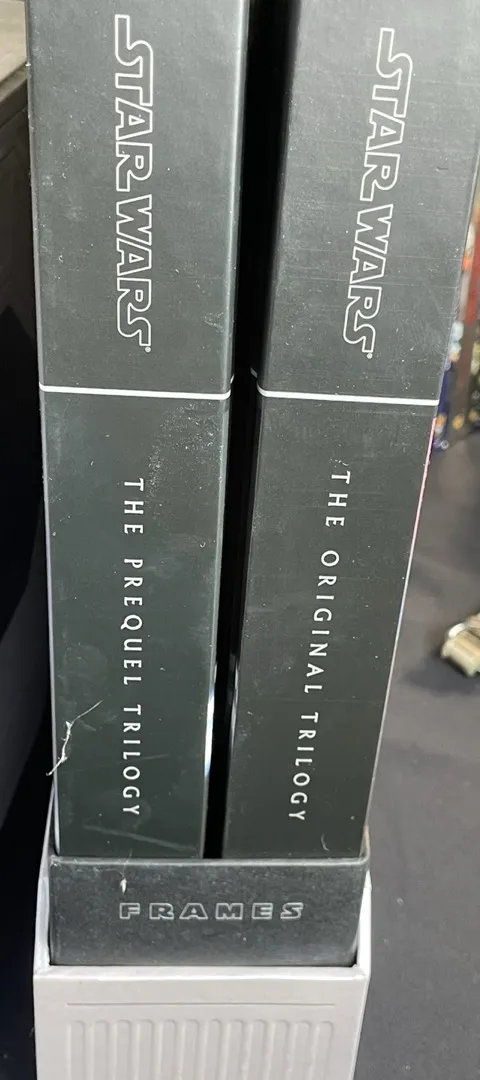 STAR WARS
THE PREQUEL TRILOGY
STAR WARS
THE ORIGINAL TRILOGY
FRAMES